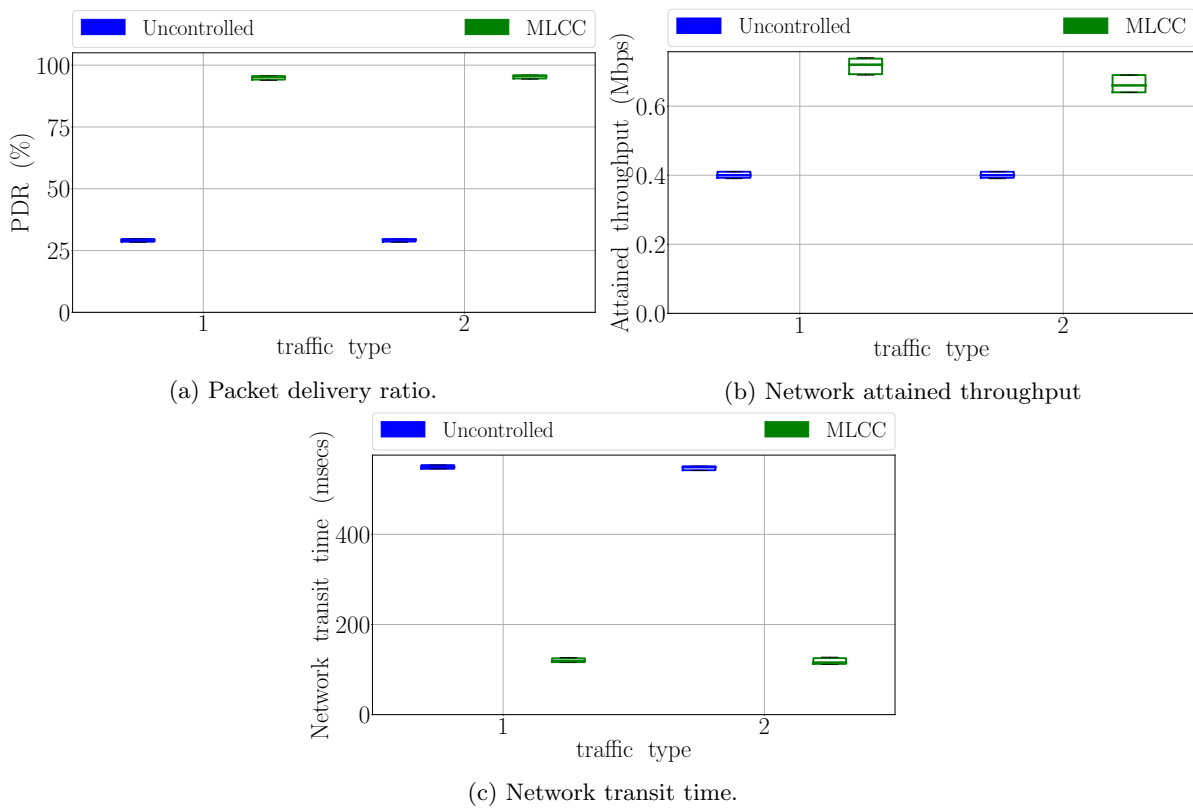 Uncontrolled MLCC
PDR (%)
100
75
50
25
0
1 2
traffic type
(a) Packet delivery ratio.
Uncontrolled MLCC
Attained throughput (Mbps)
0.6
0.4
0.2
0.0
1 2
traffic type
(b) Network attained throughput
Uncontrolled MLCC
Network transit time (msecs)
400
200
0
1 2
traffic type
(c) Network transit time.